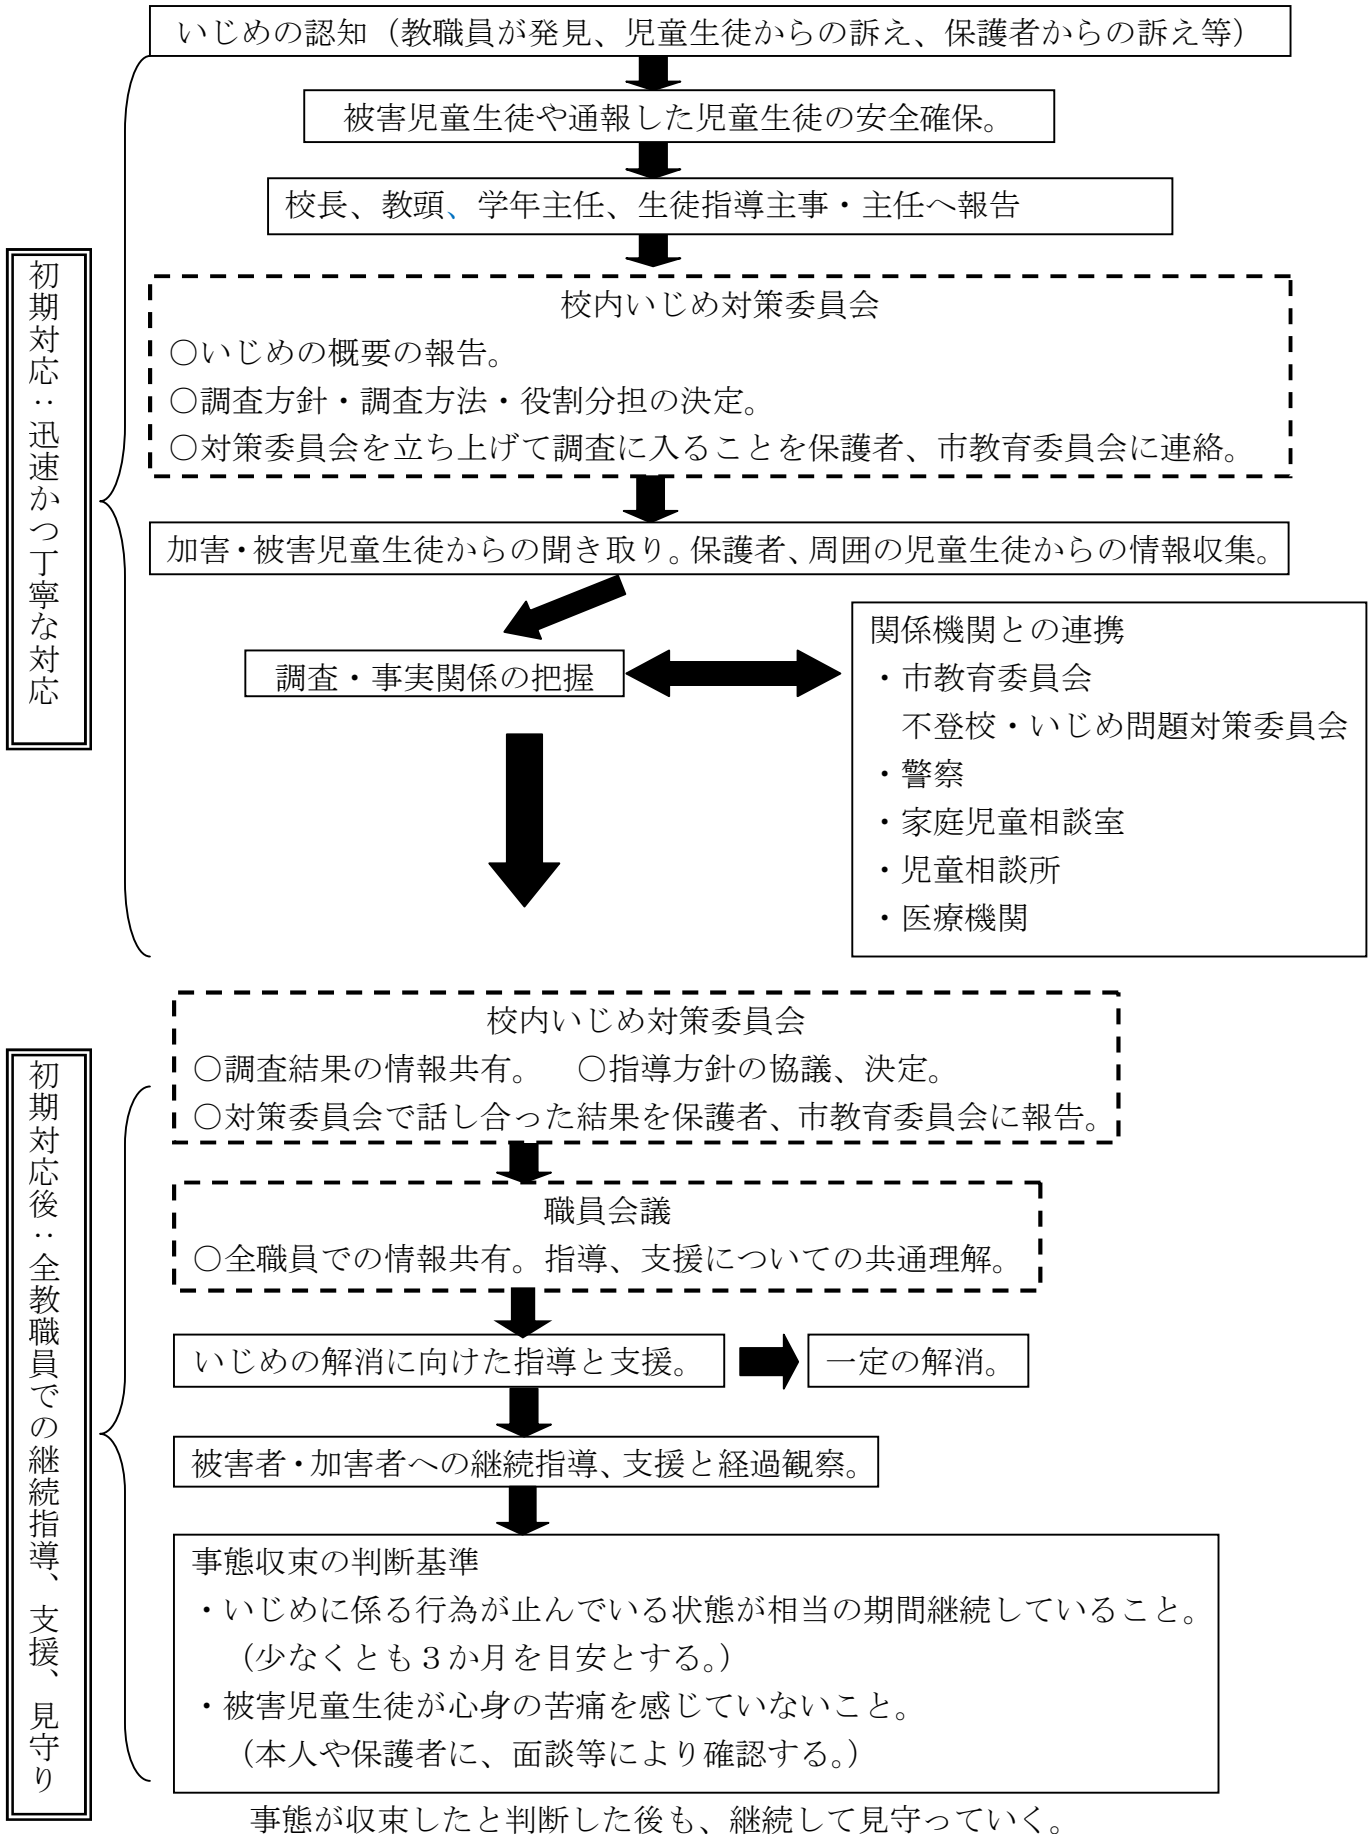 いじめの認知（教職員が発見、児童生徒からの訴え、保護者からの訴え等）
被害児童生徒や通報した児童生徒の安全確保。
校長、教頭、学年主任、生徒指導主事・主任へ報告
初期対応：迅速かつ丁寧な対応
校内いじめ対策委員会
○いじめの概要の報告。
○調査方針・調査方法・役割分担の決定。
○対策委員会を立ち上げて調査に入ることを保護者、市教育委員会に連絡。
加害・被害児童生徒からの聞き取り。保護者、周囲の児童生徒からの情報収集。
調査・事実関係の把握
関係機関との連携
・市教育委員会
不登校・いじめ問題対策委員会
・警察
・家庭児童相談室
・児童相談所
・医療機関
初期対応後：全教職員での継続指導、支援、見守り
校内いじめ対策委員会
○調査結果の情報共有。　○指導方針の協議、決定。
○対策委員会で話し合った結果を保護者、市教育委員会に報告。
職員会議
○全職員での情報共有。指導、支援についての共通理解。
いじめの解消に向けた指導と支援。
一定の解消。
被害者・加害者への継続指導、支援と経過観察。
事態収束の判断基準
・いじめに係る行為が止んでいる状態が相当の期間継続していること。
（少なくとも３か月を目安とする。）
・被害児童生徒が心身の苦痛を感じていないこと。
（本人や保護者に、面談等により確認する。）
事態が収束したと判断した後も、継続して見守っていく。